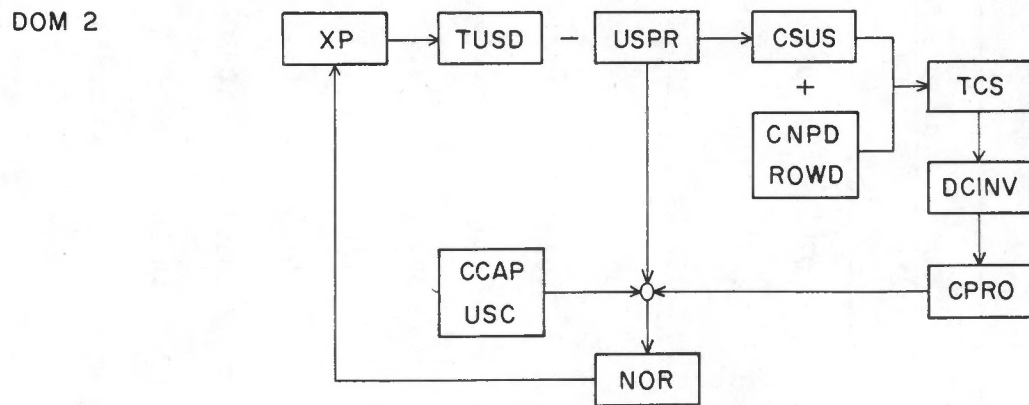 DOM 2
XP
TUSD
–
USPR
CSUS
+
CNPD
ROWD
TCS
DCINV
CPRO
CCAP
USC
NOR